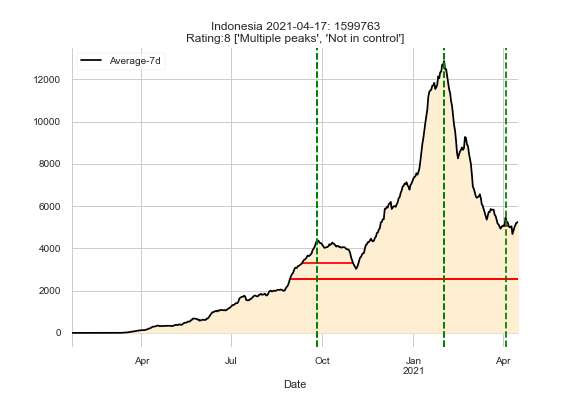 Indonesia 2021-04-17: 1599763
Rating:8 ['Multiple peaks', 'Not in control']
Average-7d
12000
10000
8000
6000
4000
2000
0
Apr Jul Oct Jan Apr
2021
Date